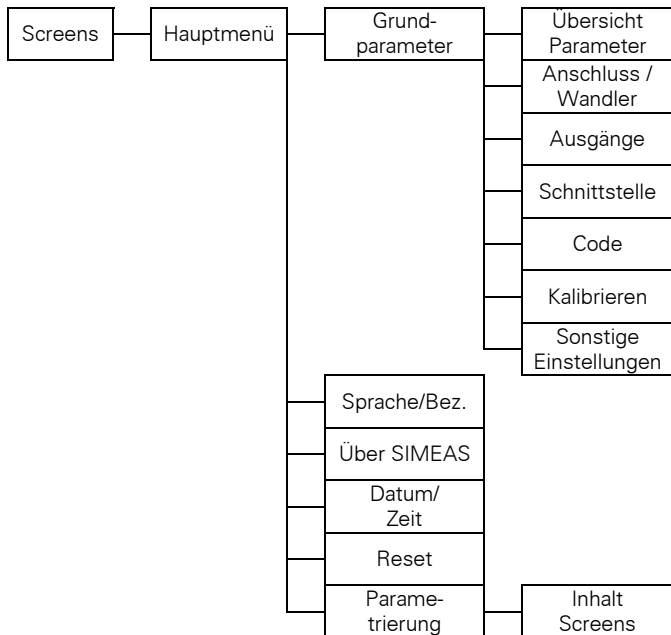 Screens
Hauptmenü
Grund-
parameter
Übersicht
Parameter
Anschluss /
Wandler
Ausgänge
Schnittstelle
Code
Kalibrieren
Sonstige
Einstellungen
Sprache/Bez.
Über SIMEAS
Datum/
Zeit
Reset
Parame-
trierung
Inhalt
Screens